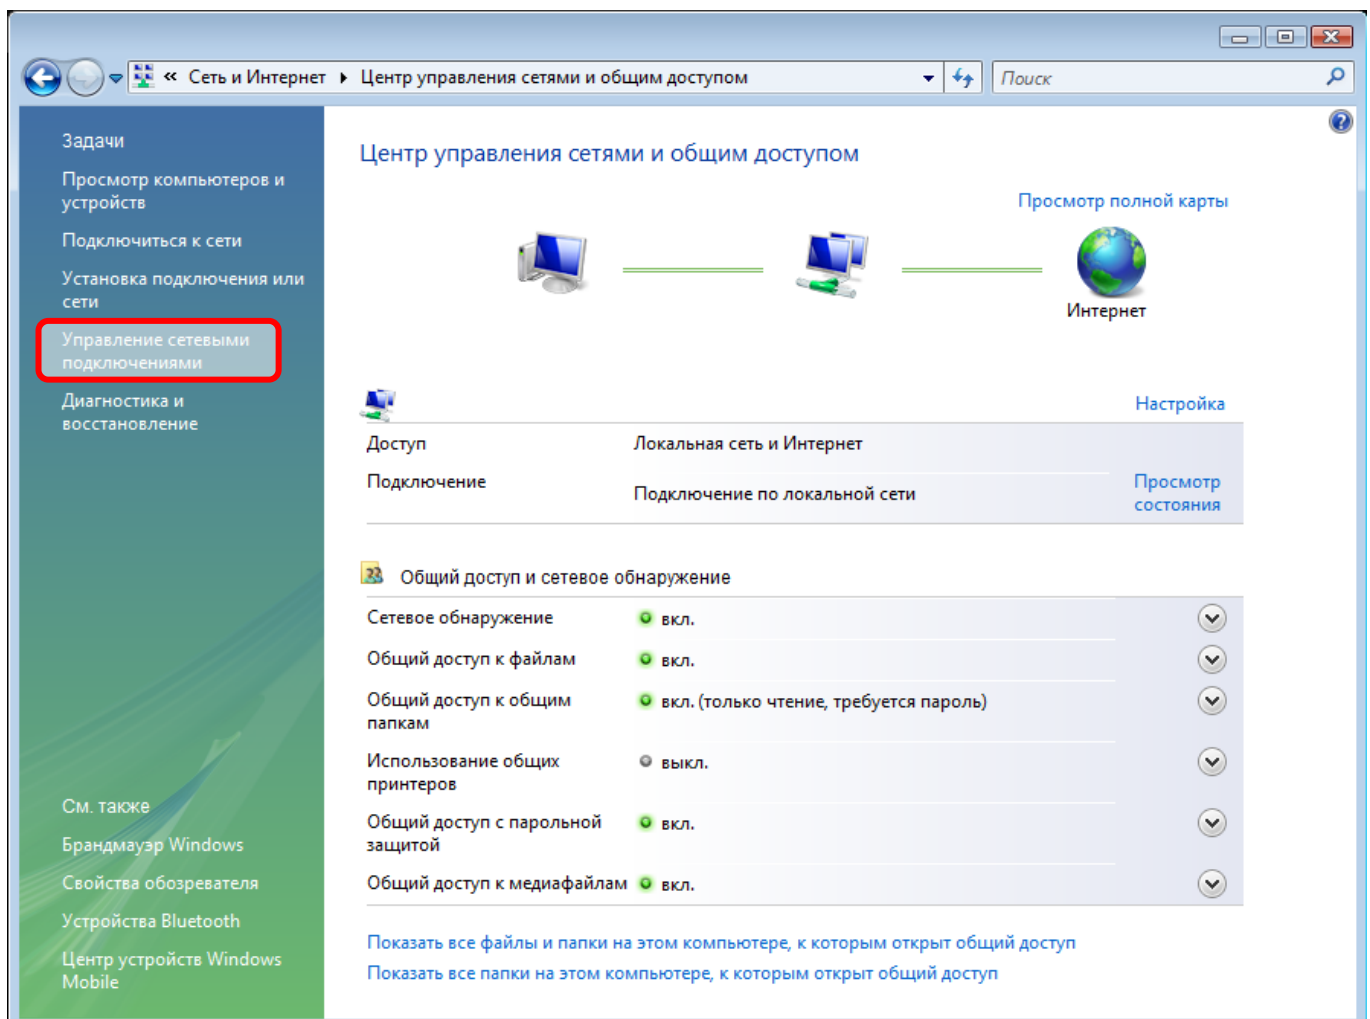 « Сеть и Интернет Центр управления сетями и общим доступом Поиск
Задачи
Просмотр компьютеров и
устройств
Подключиться к сети
Установка подключения или
сети
Управление сетевыми
подключениями
Диагностика и
восстановление
См. также
Брандмауэр Windows
Свойства обозревателя
Устройства Bluetooth
Центр устройств Windows
Mobile
Центр управления сетями и общим доступом
Просмотр полной карты
Интернет
Настройка
Доступ Локальная сеть и Интернет
Подключение Подключение по локальной сети Просмотр
состояния
Общий доступ и сетевое обнаружение
Сетевое обнаружение вкл.
Общий доступ к файлам вкл.
Общий доступ к общим вкл. (только чтение, требуется пароль)
папкам
Использование общих выкл.
принтеров
Общий доступ с парольной вкл.
защитой
Общий доступ к медиафайлам вкл.
Показать все файлы и папки на этом компьютере, к которым открыт общий доступ
Показать все папки на этом компьютере, к которым открыт общий доступ